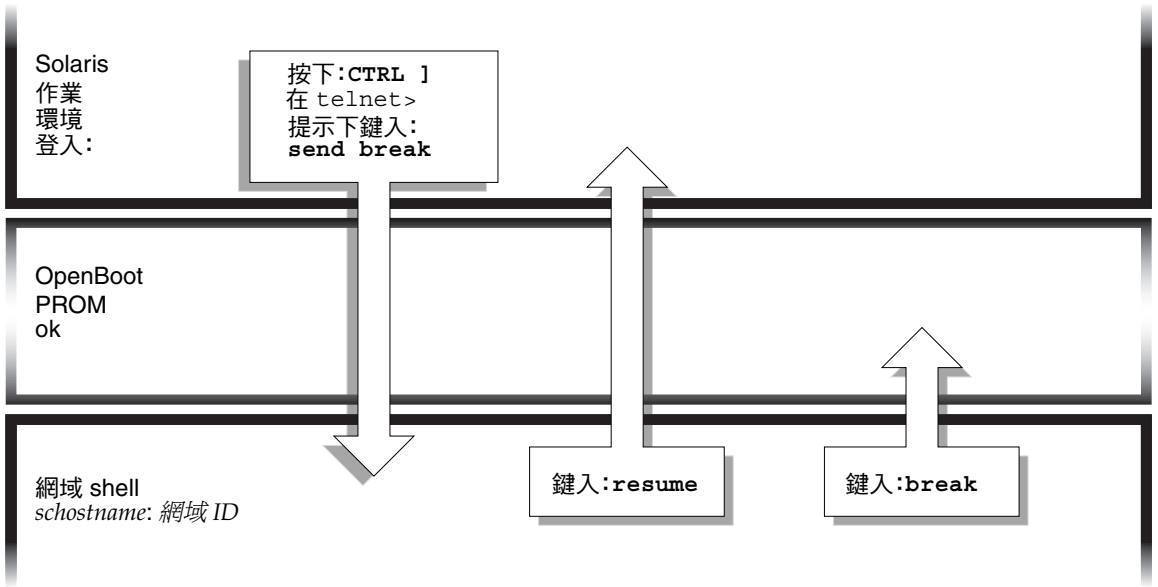 Solaris
作業
環境
登入:
按下:CTRL ]
在 telnet>
提示下鍵入:
send break
OpenBoot
PROM
ok
網域 shell
schostname: 網域 ID
鍵入:resume
鍵入:break